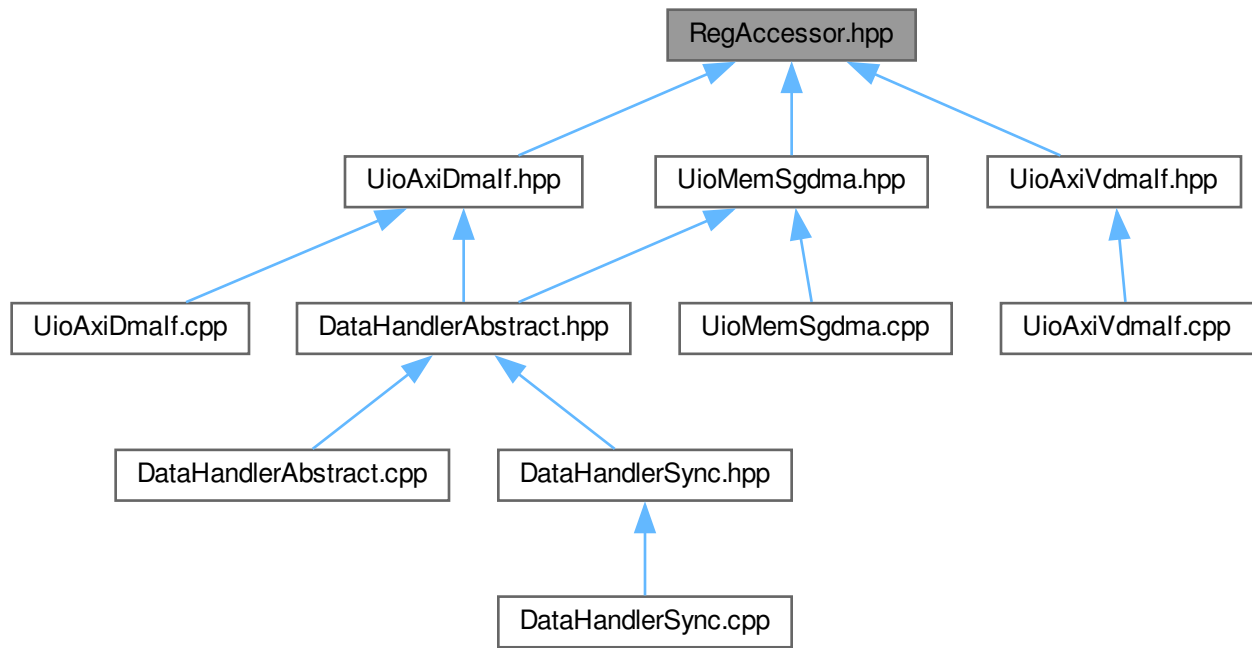 RegAccessor.hpp
UioAxiDmaIf.hpp
UioMemSgdma.hpp
UioAxiVdmaIf.hpp
UioAxiDmaIf.cpp
DataHandlerAbstract.hpp
UioMemSgdma.cpp
UioAxiVdmaIf.cpp
DataHandlerAbstract.cpp
DataHandlerSync.hpp
DataHandlerSync.cpp